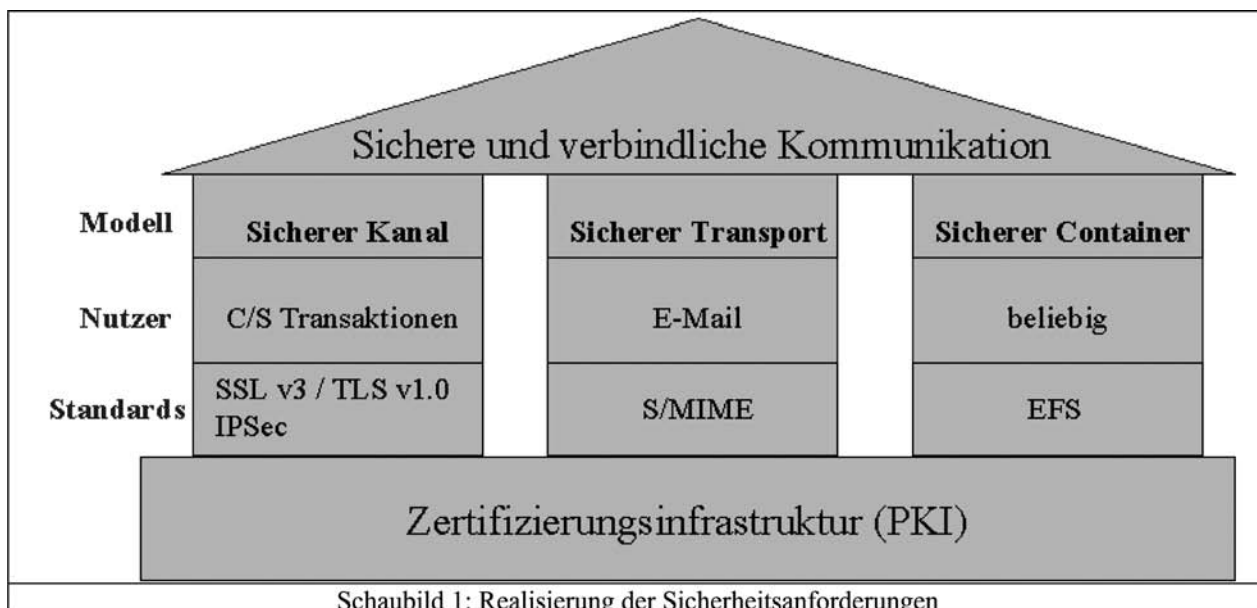 Sichere und verbindliche Kommunikation
Modell
Sicherer Kanal
Sicherer Transport
Sicherer Container
Nutzer
C/S Transaktionen
E-Mail
beliebig
Standards
SSL v3 / TLS v1.0
IPSec
S/MIME
EFS
Zertifizierungsinfrastruktur (PKI)
Schaubild 1: Realisierung der Sicherheitsanforderungen